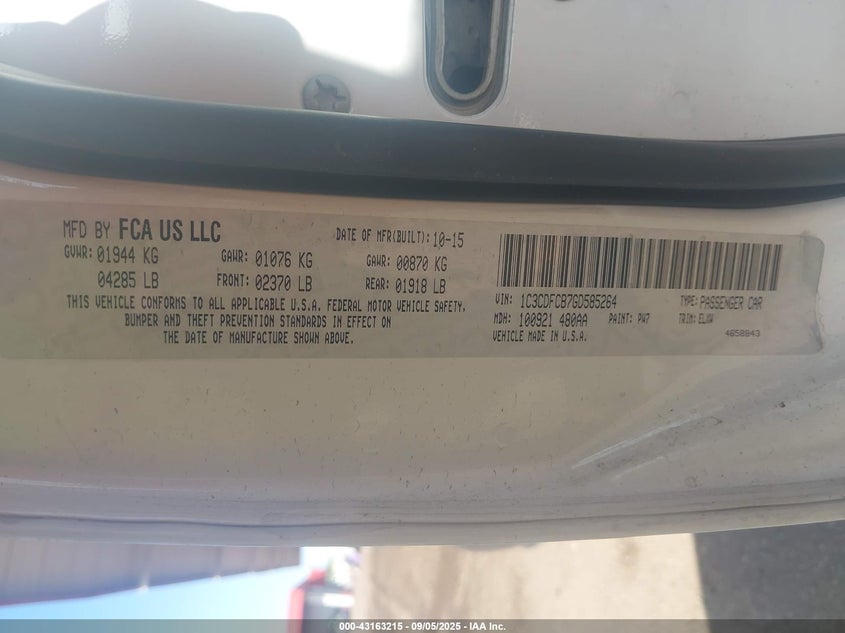 MFD BY FCA US LLC DATE OF MFR(BUILT): 10-15
GVWR: 01944 KG GAWR: 01076 KG GAWR: 00870 KG
04285 LB FRONT: 02370 LB REAR: 01918 LB
THIS VEHICLE CONFORMS TO ALL APPLICABLE U.S.A. FEDERAL MOTOR VEHICLE SAFETY,
BUMPER AND THEFT PREVENTION STANDARDS IN EFFECT ON
THE DATE OF MANUFACTURE SHOWN ABOVE.
VIN: 1C3CDFCB7GD585264 TYPE: PASSENGER CAR
MDH: 100921 480AA PAINT: PW7 TRIM: ELXW
VEHICLE MADE IN U.S.A. 4658843
000-43163215 - 09/05/2025 - IAA Inc.